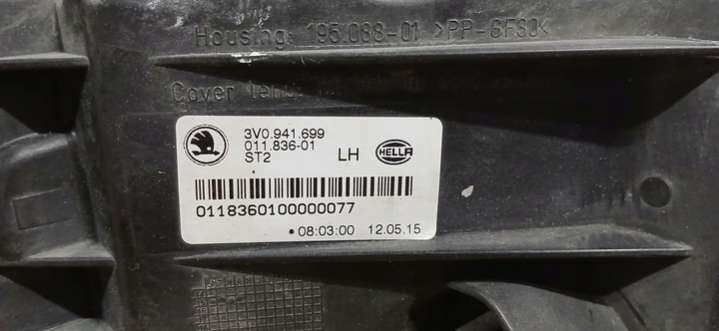 Housing: 195.088-01 >PP-GF30<
Cover lens
3V0.941.699
011.836-01
ST2
LH
HELLA
0118360100000077
•08:03:00 12.05.15